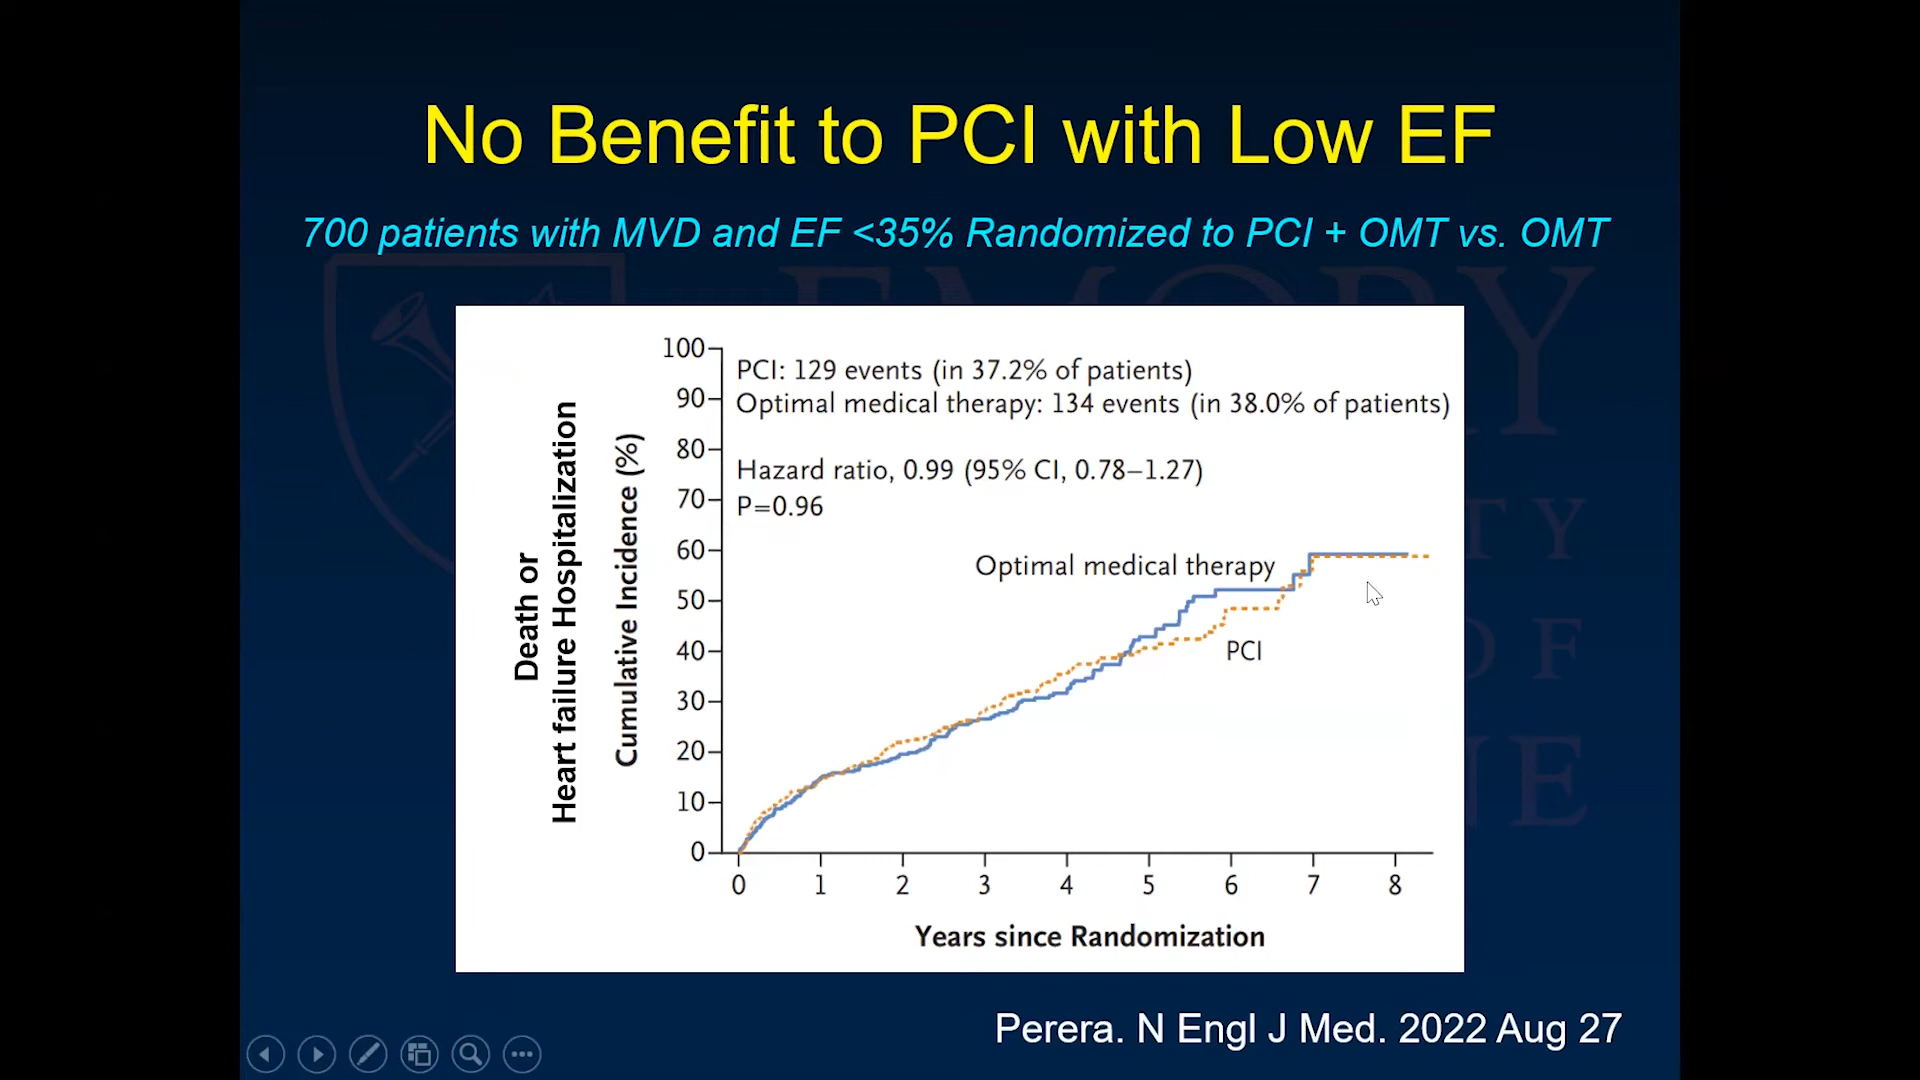 No Benefit to PCI with Low EF
700 patients with MVD and EF <35% Randomized to PCI + OMT vs. OMT
EMORY
PCI: 129 events (in 37.2% of patients)
Optimal medical therapy: 134 events (in 38.0% of patients)
Hazard ratio, 0.99 (95% CI, 0.78–1.27)
P=0.96
Optimal medical therapy
PCI
Death or
Heart failure Hospitalization
Cumulative Incidence (%)
100
90
80
70
60
50
40
30
20
10
0
0 1 2 3 4 5 6 7 8
Years since Randomization
Perera. N Engl J Med. 2022 Aug 27